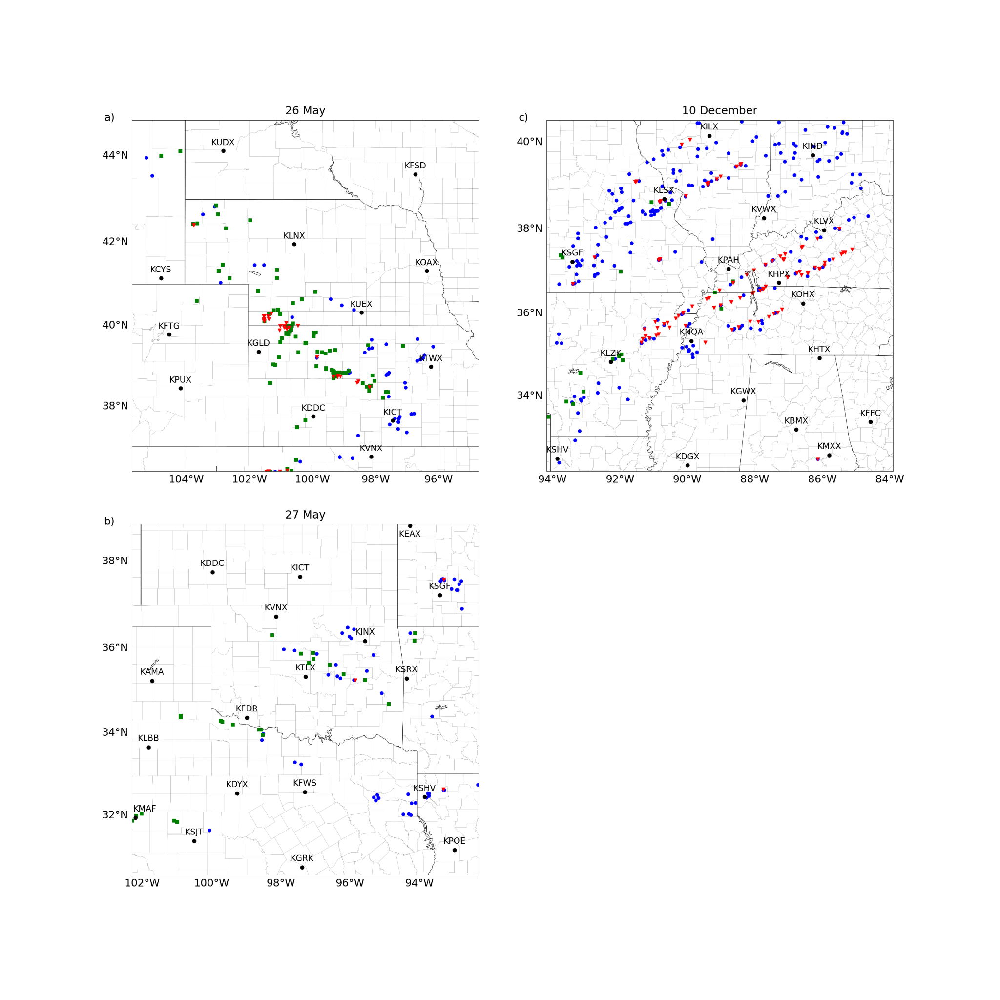 26 May
a)
KUDX
44°N
KFSD
42°N
KLNX
KOAX
KCYS
KUEX
40°N
KFTG
KGLD
KTWX
KPUX
38°N
KDDC
KICT
KVNX
104°W 102°W 100°W 98°W 96°W
10 December
c)
KILX
40°N
KIND
KLSX
KVWX
38°N
KLVX
KSGF
KPAH
KHPX
KOHX
36°N
KNQA
KLZK
KHTX
34°N
KGWX
KFFC
KBMX
KSHV
KMXX
KDGX
94°W 92°W 90°W 88°W 86°W 84°W
27 May
b)
KEAX
38°N
KDDC
KICT
KSGF
KVNX
KINX
36°N
KTLX
KSRX
KAMA
KFDR
34°N
KLBB
KDYX
KFWS
KSHV
KMAF
32°N
KSJT
KPOE
KGRK
102°W 100°W 98°W 96°W 94°W